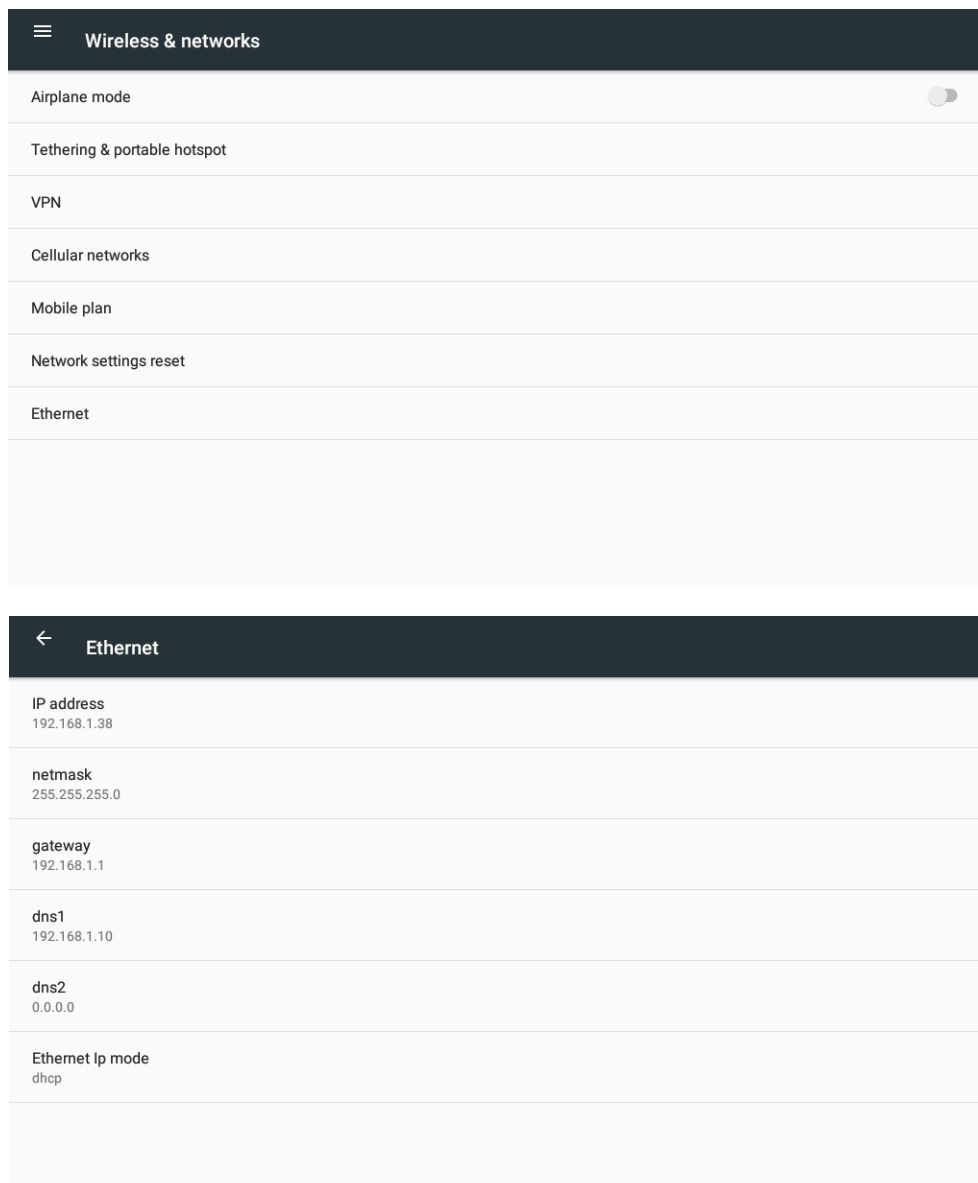 Wireless & networks
Airplane mode
Tethering & portable hotspot
VPN
Cellular networks
Mobile plan
Network settings reset
Ethernet
Ethernet
IP address
192.168.1.38
netmask
255.255.255.0
gateway
192.168.1.1
dns1
192.168.1.10
dns2
0.0.0.0
Ethernet Ip mode
dhcp